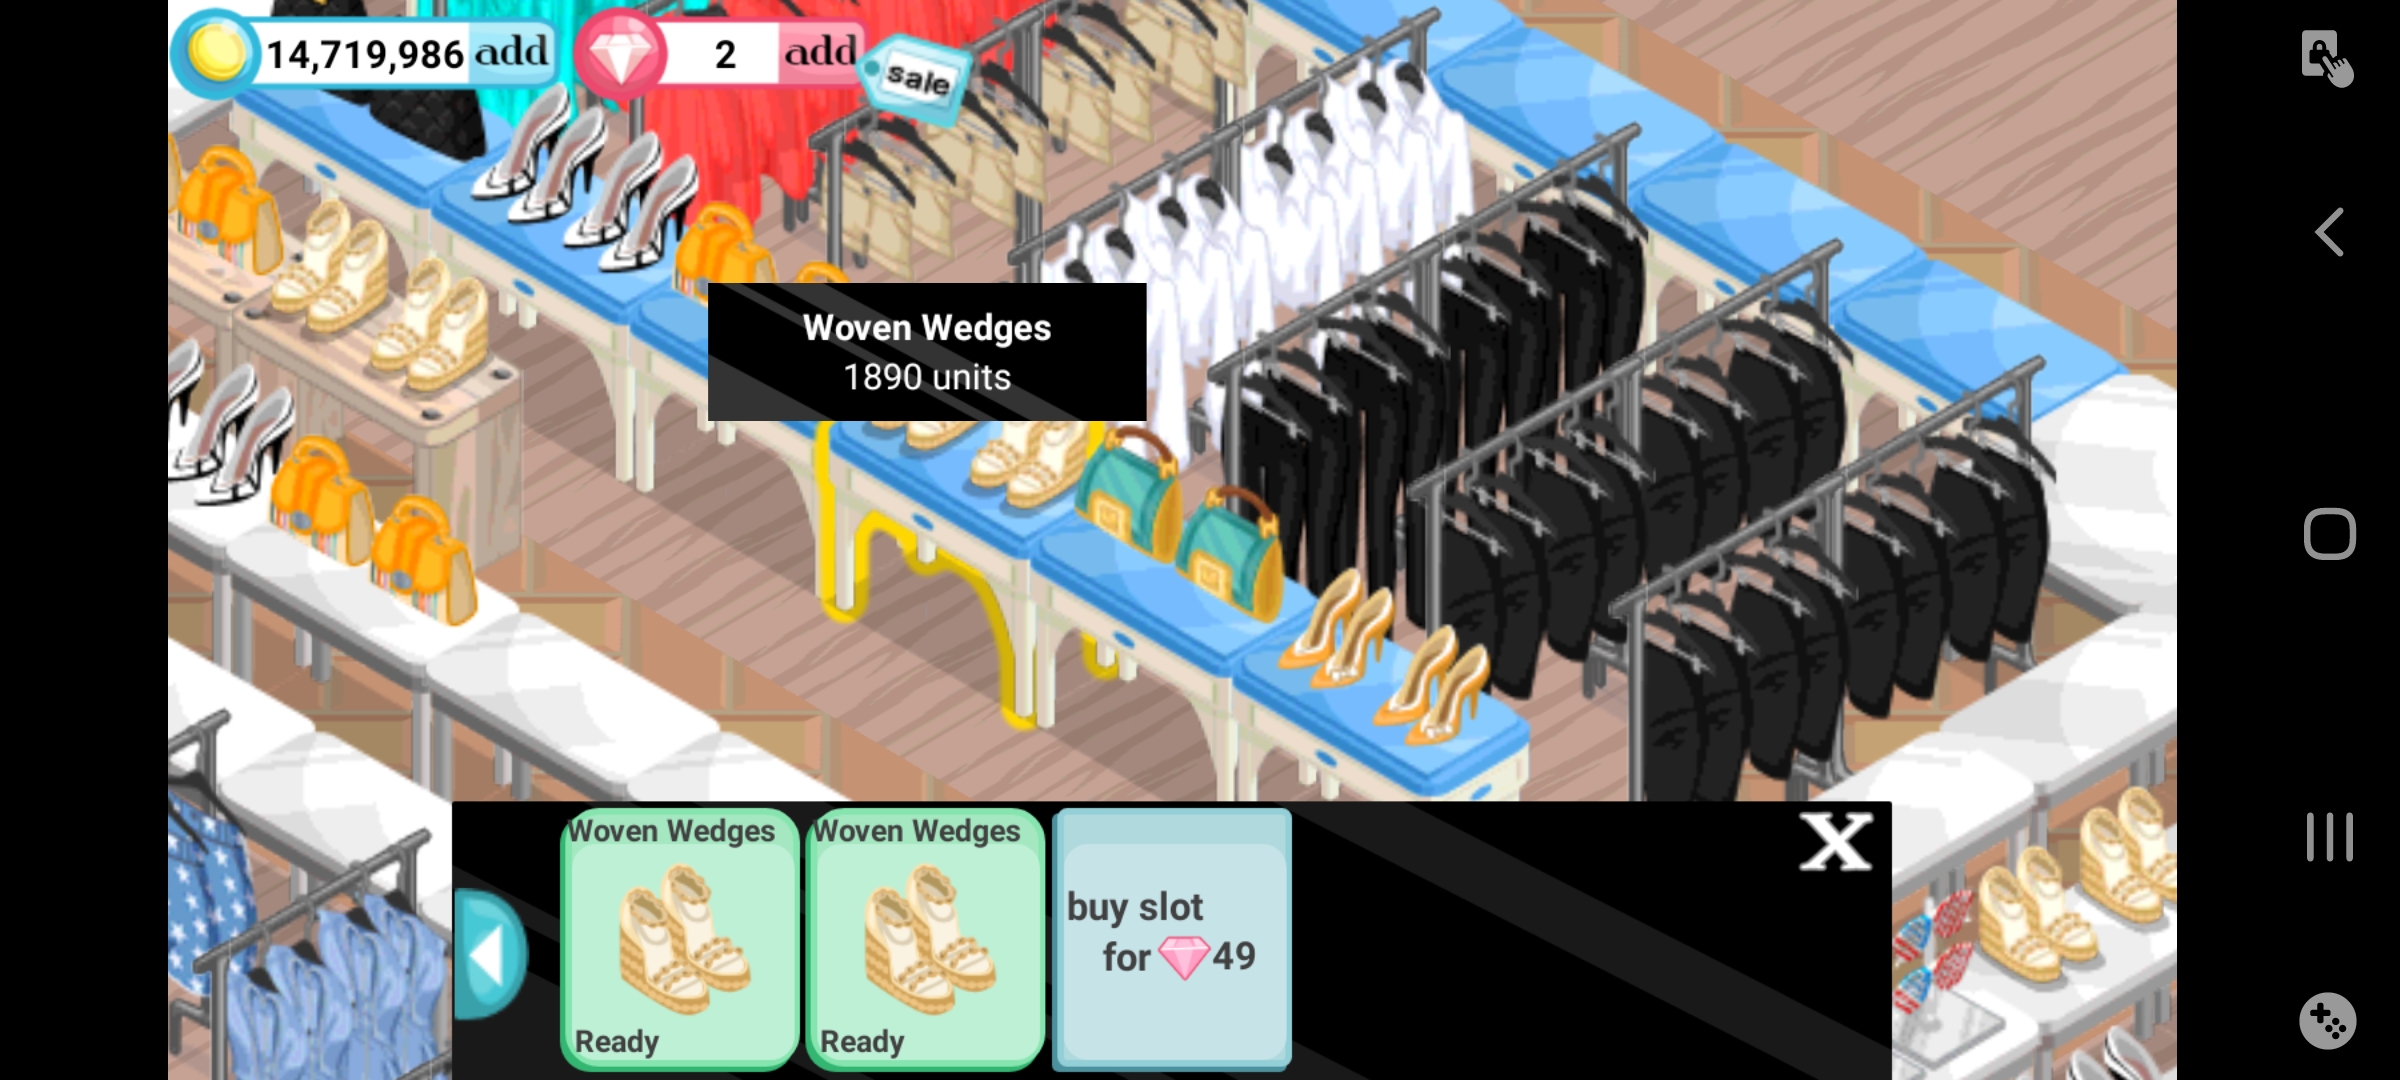 14,719,986 add
2 add
sale
Woven Wedges
1890 units
Woven Wedges
Ready
Woven Wedges
Ready
buy slot
for 49
X